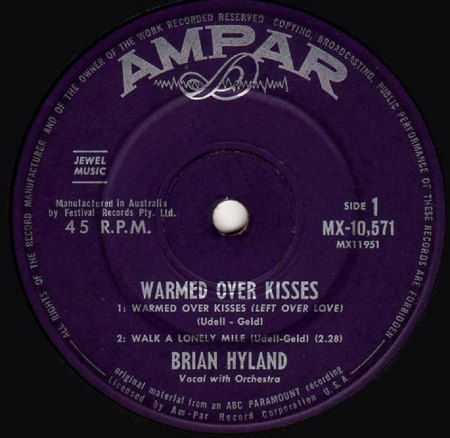 ALL RIGHTS OF THE RECORD MANUFACTURER AND OF THE OWNER OF THE WORK RECORDED RESERVED COPYING, BROADCASTING, PUBLIC PERFORMANCE OF THESE RECORDS ARE FORBIDDEN
AMPAR
JEWEL
MUSIC
Manufactured in Australia
by Festival Records Pty. Ltd.
45 R.P.M.
SIDE 1
MX-10,571
MX11951
WARMED OVER KISSES
1: WARMED OVER KISSES (LEFT OVER LOVE)
(Udell - Geld)
2: WALK A LONELY MILE (Udell-Geld) (2.28)
BRIAN HYLAND
Vocal with Orchestra
original material from an ABC PARAMOUNT recording
Licensed by Am-Par Record Corporation U.S.A.